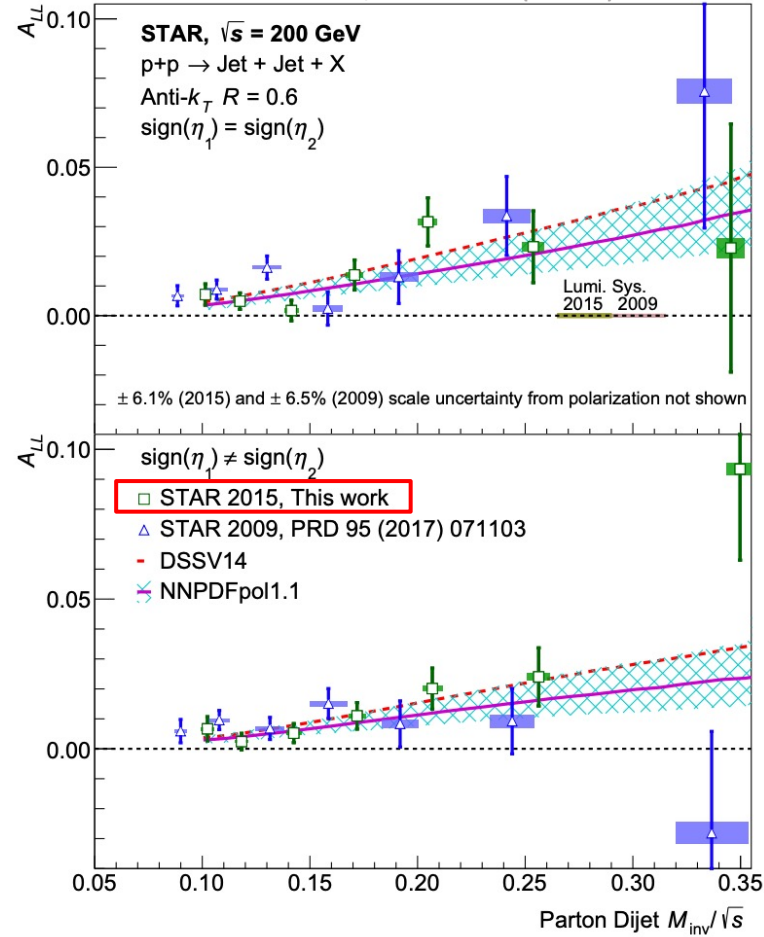 A_LL
0.10
STAR, √s = 200 GeV
p+p → Jet + Jet + X
Anti-k_T R = 0.6
sign(η_1) = sign(η_2)
0.05
Lumi. Sys.
2015 2009
0.00
± 6.1% (2015) and ± 6.5% (2009) scale uncertainty from polarization not shown
A_LL
0.10
sign(η_1) ≠ sign(η_2)
STAR 2015, This work
STAR 2009, PRD 95 (2017) 071103
DSSV14
NNPDFpol1.1
0.05
0.00
0.05 0.10 0.15 0.20 0.25 0.30 0.35
Parton Dijet M_inv/√s